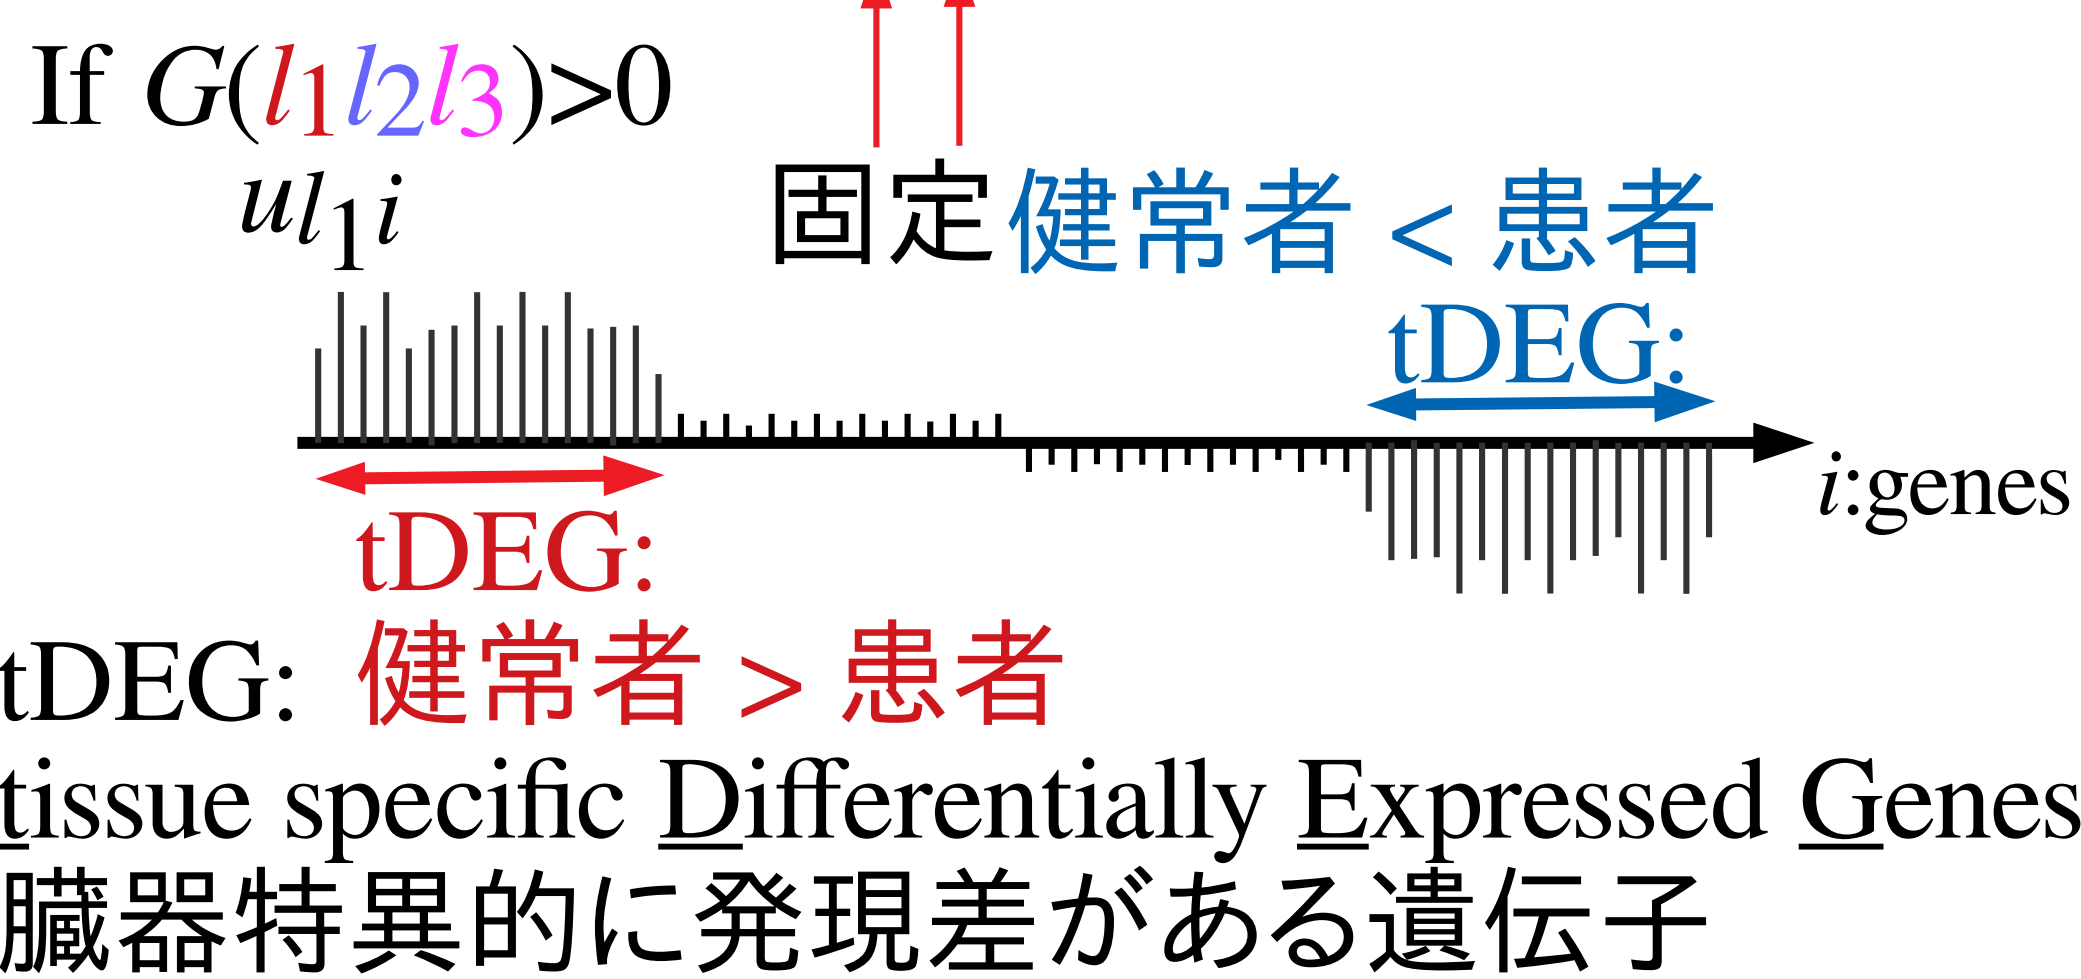 If G(l1l2l3)>0
ul1i
固定
健常者 < 患者
tDEG:
i:genes
tDEG:
健常者 > 患者
tDEG:
tissue specific Differentially Expressed Genes
臓器特異的に発現差がある遺伝子